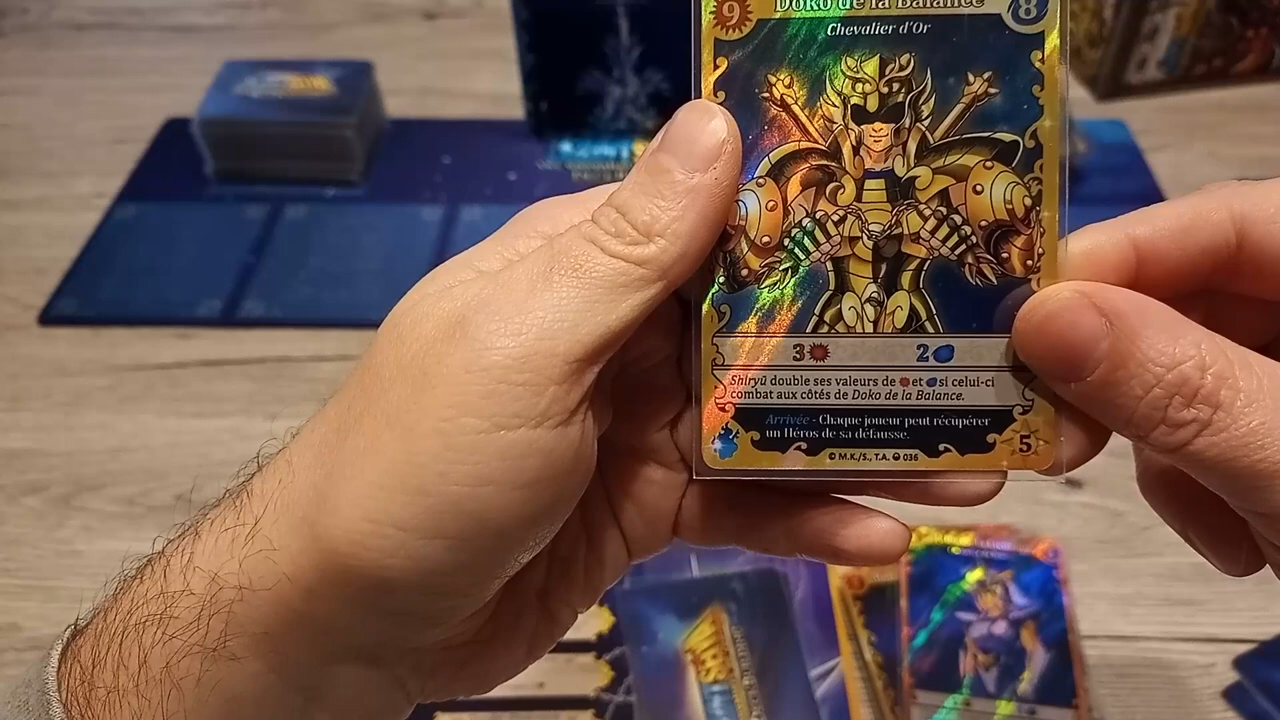 9 Doko de la Balance 8
Chevalier d'Or
3 2
Shiryū double ses valeurs de et si celui-ci
combat aux côtés de Doko de la Balance.
Arrivée - Chaque joueur peut récupérer
un Héros de sa défausse.
5
© M.K./S., T.A. 036